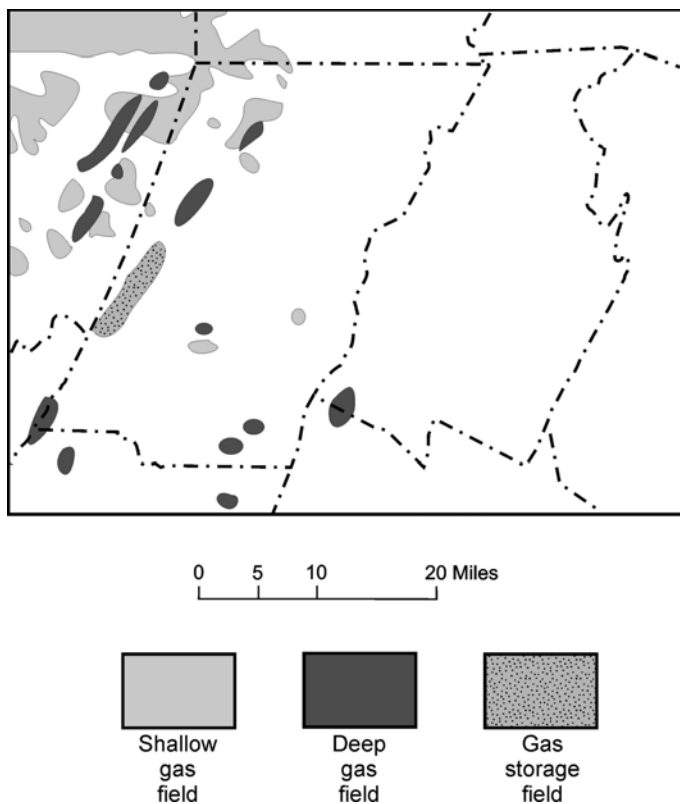 0 5 10 20 Miles
Shallow
gas
field
Deep
gas
field
Gas
storage
field